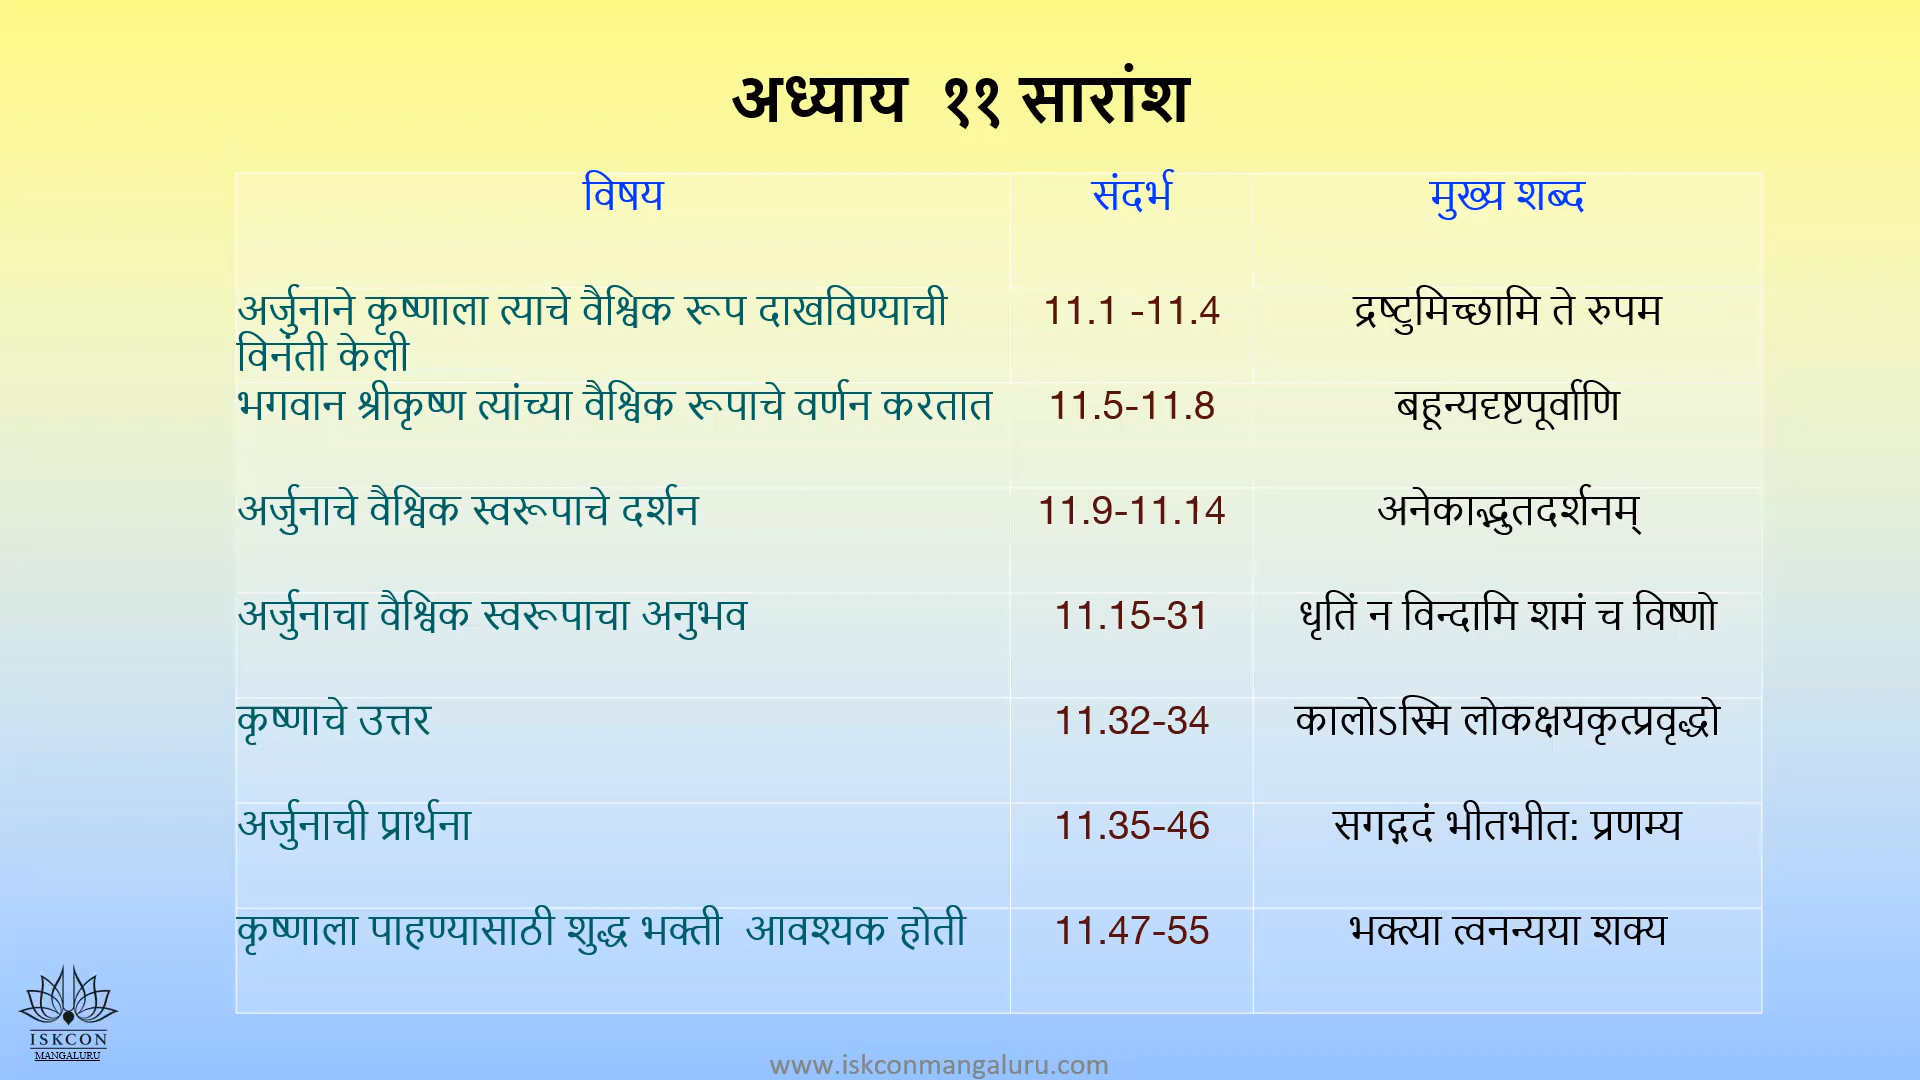 अध्याय ११ सारांश
विषय संदर्भ मुख्य शब्द
अर्जुनाने कृष्णाला त्याचे वैश्विक रूप दाखविण्याची 11.1 -11.4 द्रष्टुमिच्छामि ते रुपम
विनंती केली
भगवान श्रीकृष्ण त्यांच्या वैश्विक रूपाचे वर्णन करतात 11.5-11.8 बहून्यदृष्टपूर्वाणि
अर्जुनाचे वैश्विक स्वरूपाचे दर्शन 11.9-11.14 अनेकाद्भुतदर्शनम्
अर्जुनाचा वैश्विक स्वरूपाचा अनुभव 11.15-31 धृतिं न विन्दामि शमं च विष्णो
कृष्णाचे उत्तर 11.32-34 कालोऽस्मि लोकक्षयकृत्प्रवृद्धो
अर्जुनाची प्रार्थना 11.35-46 सगद्गदं भीतभीत: प्रणम्य
कृष्णाला पाहण्यासाठी शुद्ध भक्ती आवश्यक होती 11.47-55 भक्त्या त्वनन्यया शक्य
ISKCON
MANGALURU
www.iskconmangaluru.com